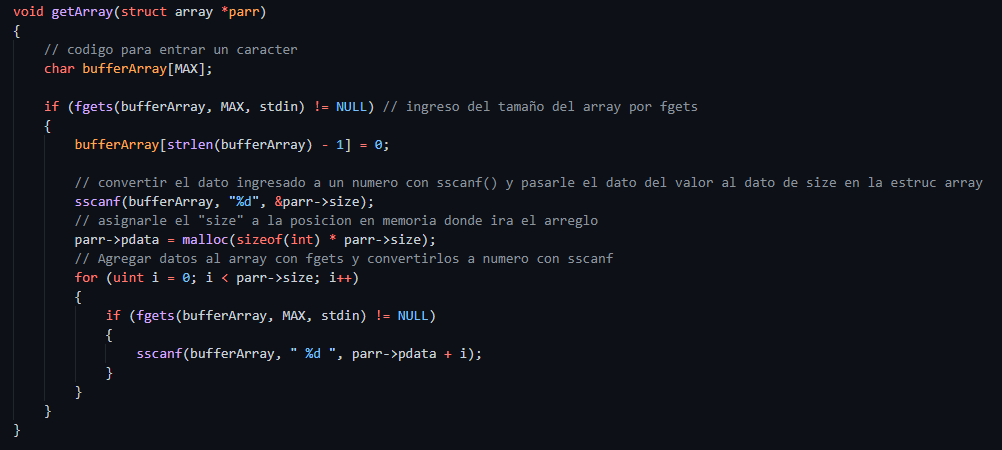 void getArray(struct array *parr)
{
    // codigo para entrar un caracter
    char bufferArray[MAX];

    if (fgets(bufferArray, MAX, stdin) != NULL) // ingreso del tamaño del array por fgets
    {
        bufferArray[strlen(bufferArray) - 1] = 0;

        // convertir el dato ingresado a un numero con sscanf() y pasarle el dato del valor al dato de size en la estruc array
        sscanf(bufferArray, "%d", &parr->size);
        // asignarle el "size" a la posicion en memoria donde ira el arreglo
        parr->pdata = malloc(sizeof(int) * parr->size);
        // Agregar datos al array con fgets y convertirlos a numero con sscanf
        for (uint i = 0; i < parr->size; i++)
        {
            if (fgets(bufferArray, MAX, stdin) != NULL)
            {
                sscanf(bufferArray, " %d ", parr->pdata + i);
            }
        }
    }
}